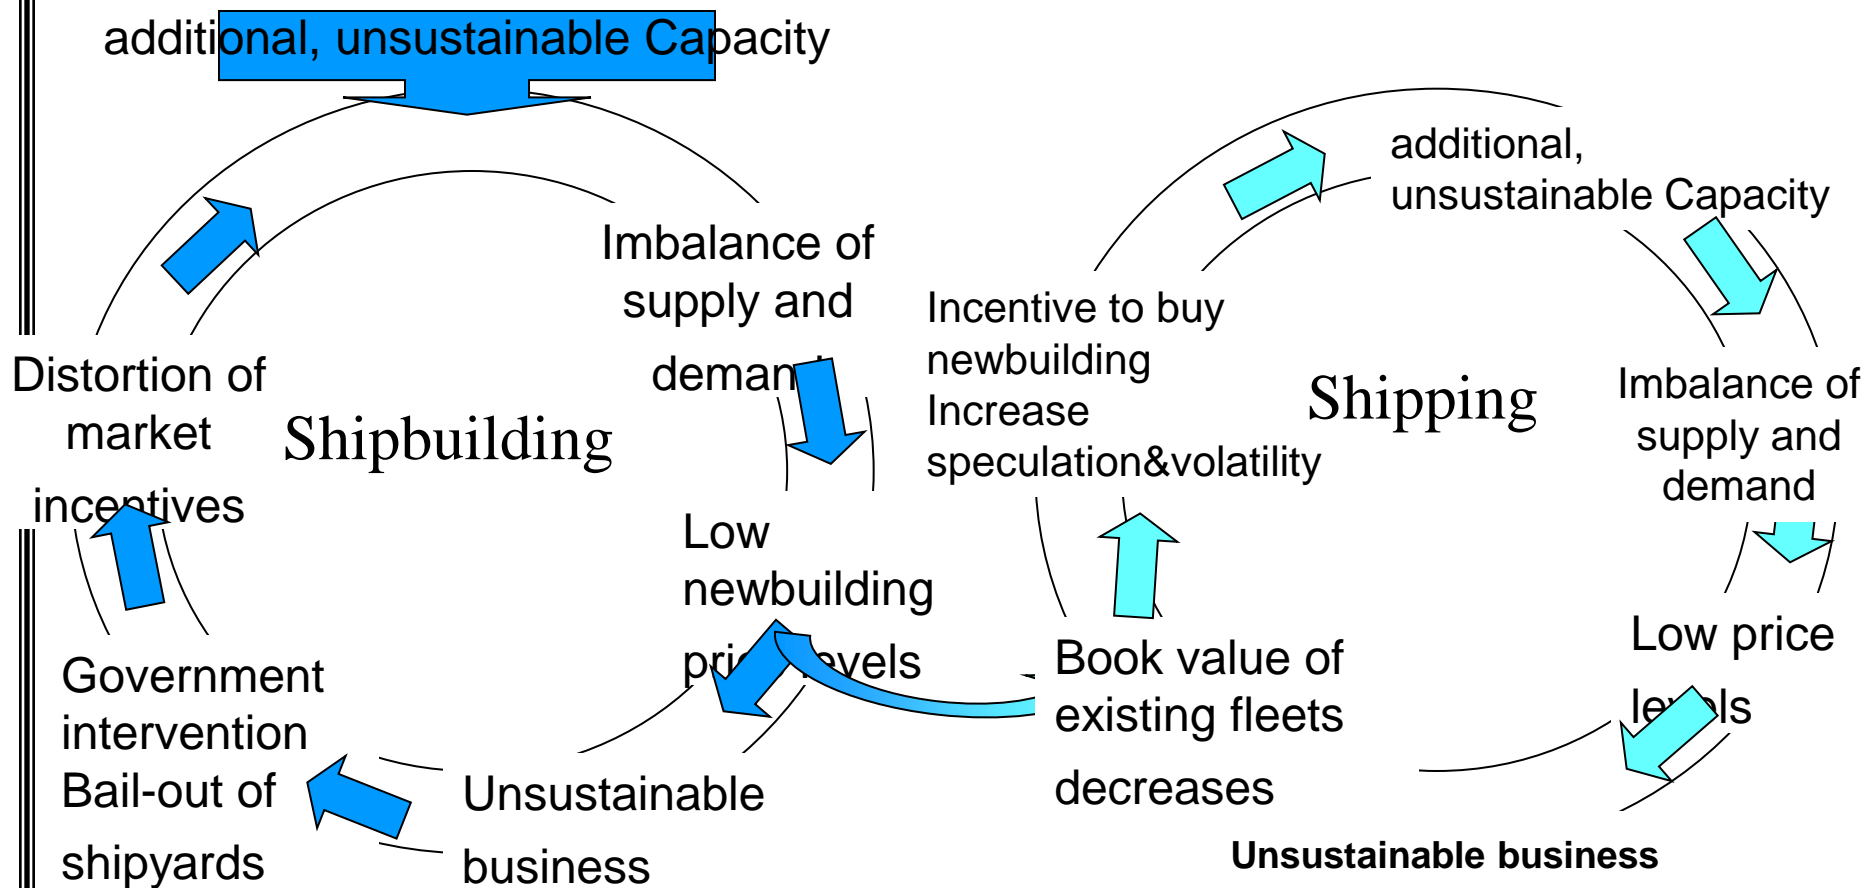 additional, unsustainable Capacity
Imbalance of
supply and
demand
Distortion of
market
incentives
Shipbuilding
Low
newbuilding
price levels
Government
intervention
Bail-out of
shipyards
Unsustainable
business
additional,
unsustainable Capacity
Incentive to buy
newbuilding
Increase
speculation&volatility
Shipping
Imbalance of
supply and
demand
Low price
levels
Book value of
existing fleets
decreases
Unsustainable business